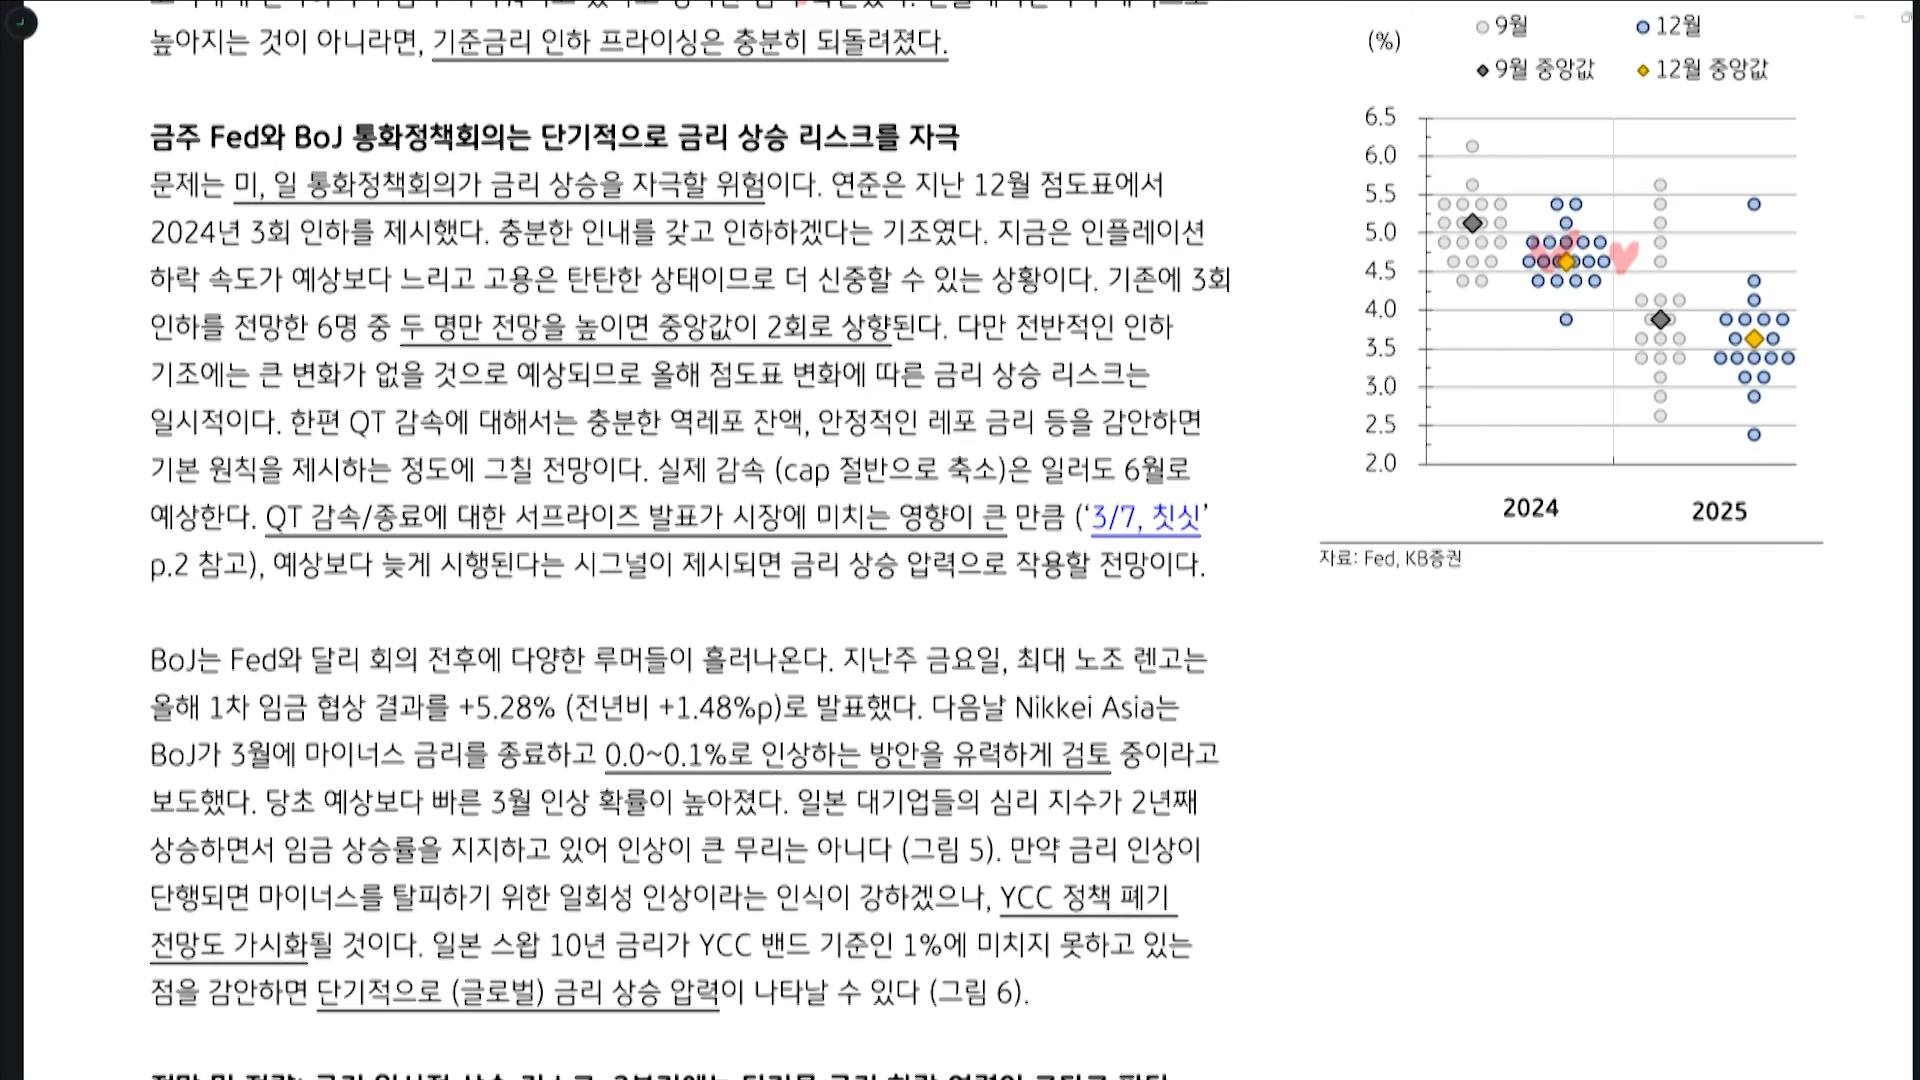 높아지는 것이 아니라면, 기준금리 인하 프라이싱은 충분히 되돌려졌다.
금주 Fed와 BoJ 통화정책회의는 단기적으로 금리 상승 리스크를 자극
문제는 미, 일 통화정책회의가 금리 상승을 자극할 위험이다. 연준은 지난 12월 점도표에서
2024년 3회 인하를 제시했다. 충분한 인내를 갖고 인하하겠다는 기조였다. 지금은 인플레이션
하락 속도가 예상보다 느리고 고용은 탄탄한 상태이므로 더 신중할 수 있는 상황이다. 기존에 3회
인하를 전망한 6명 중 두 명만 전망을 높이면 중앙값이 2회로 상향된다. 다만 전반적인 인하
기조에는 큰 변화가 없을 것으로 예상되므로 올해 점도표 변화에 따른 금리 상승 리스크는
일시적이다. 한편 QT 감속에 대해서는 충분한 역레포 잔액, 안정적인 레포 금리 등을 감안하면
기본 원칙을 제시하는 정도에 그칠 전망이다. 실제 감속 (cap 절반으로 축소)은 일러도 6월로
예상한다. QT 감속/종료에 대한 서프라이즈 발표가 시장에 미치는 영향이 큰 만큼 (‘3/7, 칫싯’
p.2 참고), 예상보다 늦게 시행된다는 시그널이 제시되면 금리 상승 압력으로 작용할 전망이다.
BoJ는 Fed와 달리 회의 전후에 다양한 루머들이 흘러나온다. 지난주 금요일, 최대 노조 렌고는
올해 1차 임금 협상 결과를 +5.28% (전년비 +1.48%p)로 발표했다. 다음날 Nikkei Asia는
BoJ가 3월에 마이너스 금리를 종료하고 0.0~0.1%로 인상하는 방안을 유력하게 검토 중이라고
보도했다. 당초 예상보다 빠른 3월 인상 확률이 높아졌다. 일본 대기업들의 심리 지수가 2년째
상승하면서 임금 상승률을 지지하고 있어 인상이 큰 무리는 아니다 (그림 5). 만약 금리 인상이
단행되면 마이너스를 탈피하기 위한 일회성 인상이라는 인식이 강하겠으나, YCC 정책 폐기
전망도 가시화될 것이다. 일본 스왑 10년 금리가 YCC 밴드 기준인 1%에 미치지 못하고 있는
점을 감안하면 단기적으로 (글로벌) 금리 상승 압력이 나타날 수 있다 (그림 6).
(%)
9월 12월
9월 중앙값 12월 중앙값
6.5
6.0
5.5
5.0
4.5
4.0
3.5
3.0
2.5
2.0
2024 2025
자료: Fed, KB증권